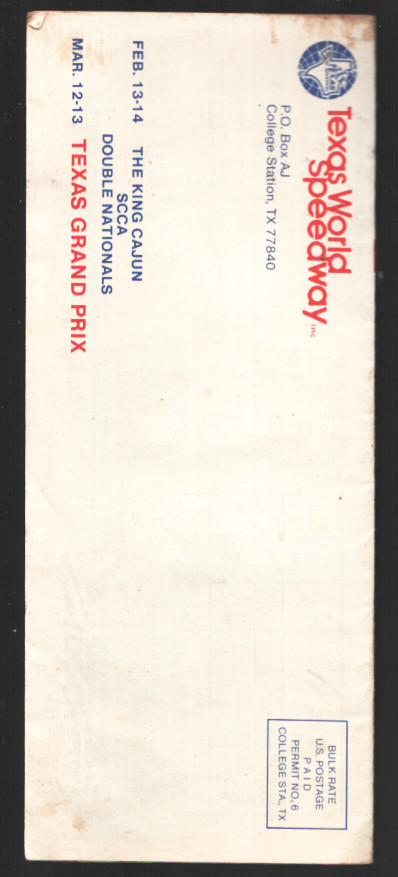 Texas World
Speedway inc
P.O. Box AJ
College Station, TX 77840
BULK RATE
U.S. POSTAGE
PAID
PERMIT NO. 6
COLLEGE STA., TX
FEB. 13-14 THE KING CAJUN
SCCA
DOUBLE NATIONALS
MAR. 12-13 TEXAS GRAND PRIX